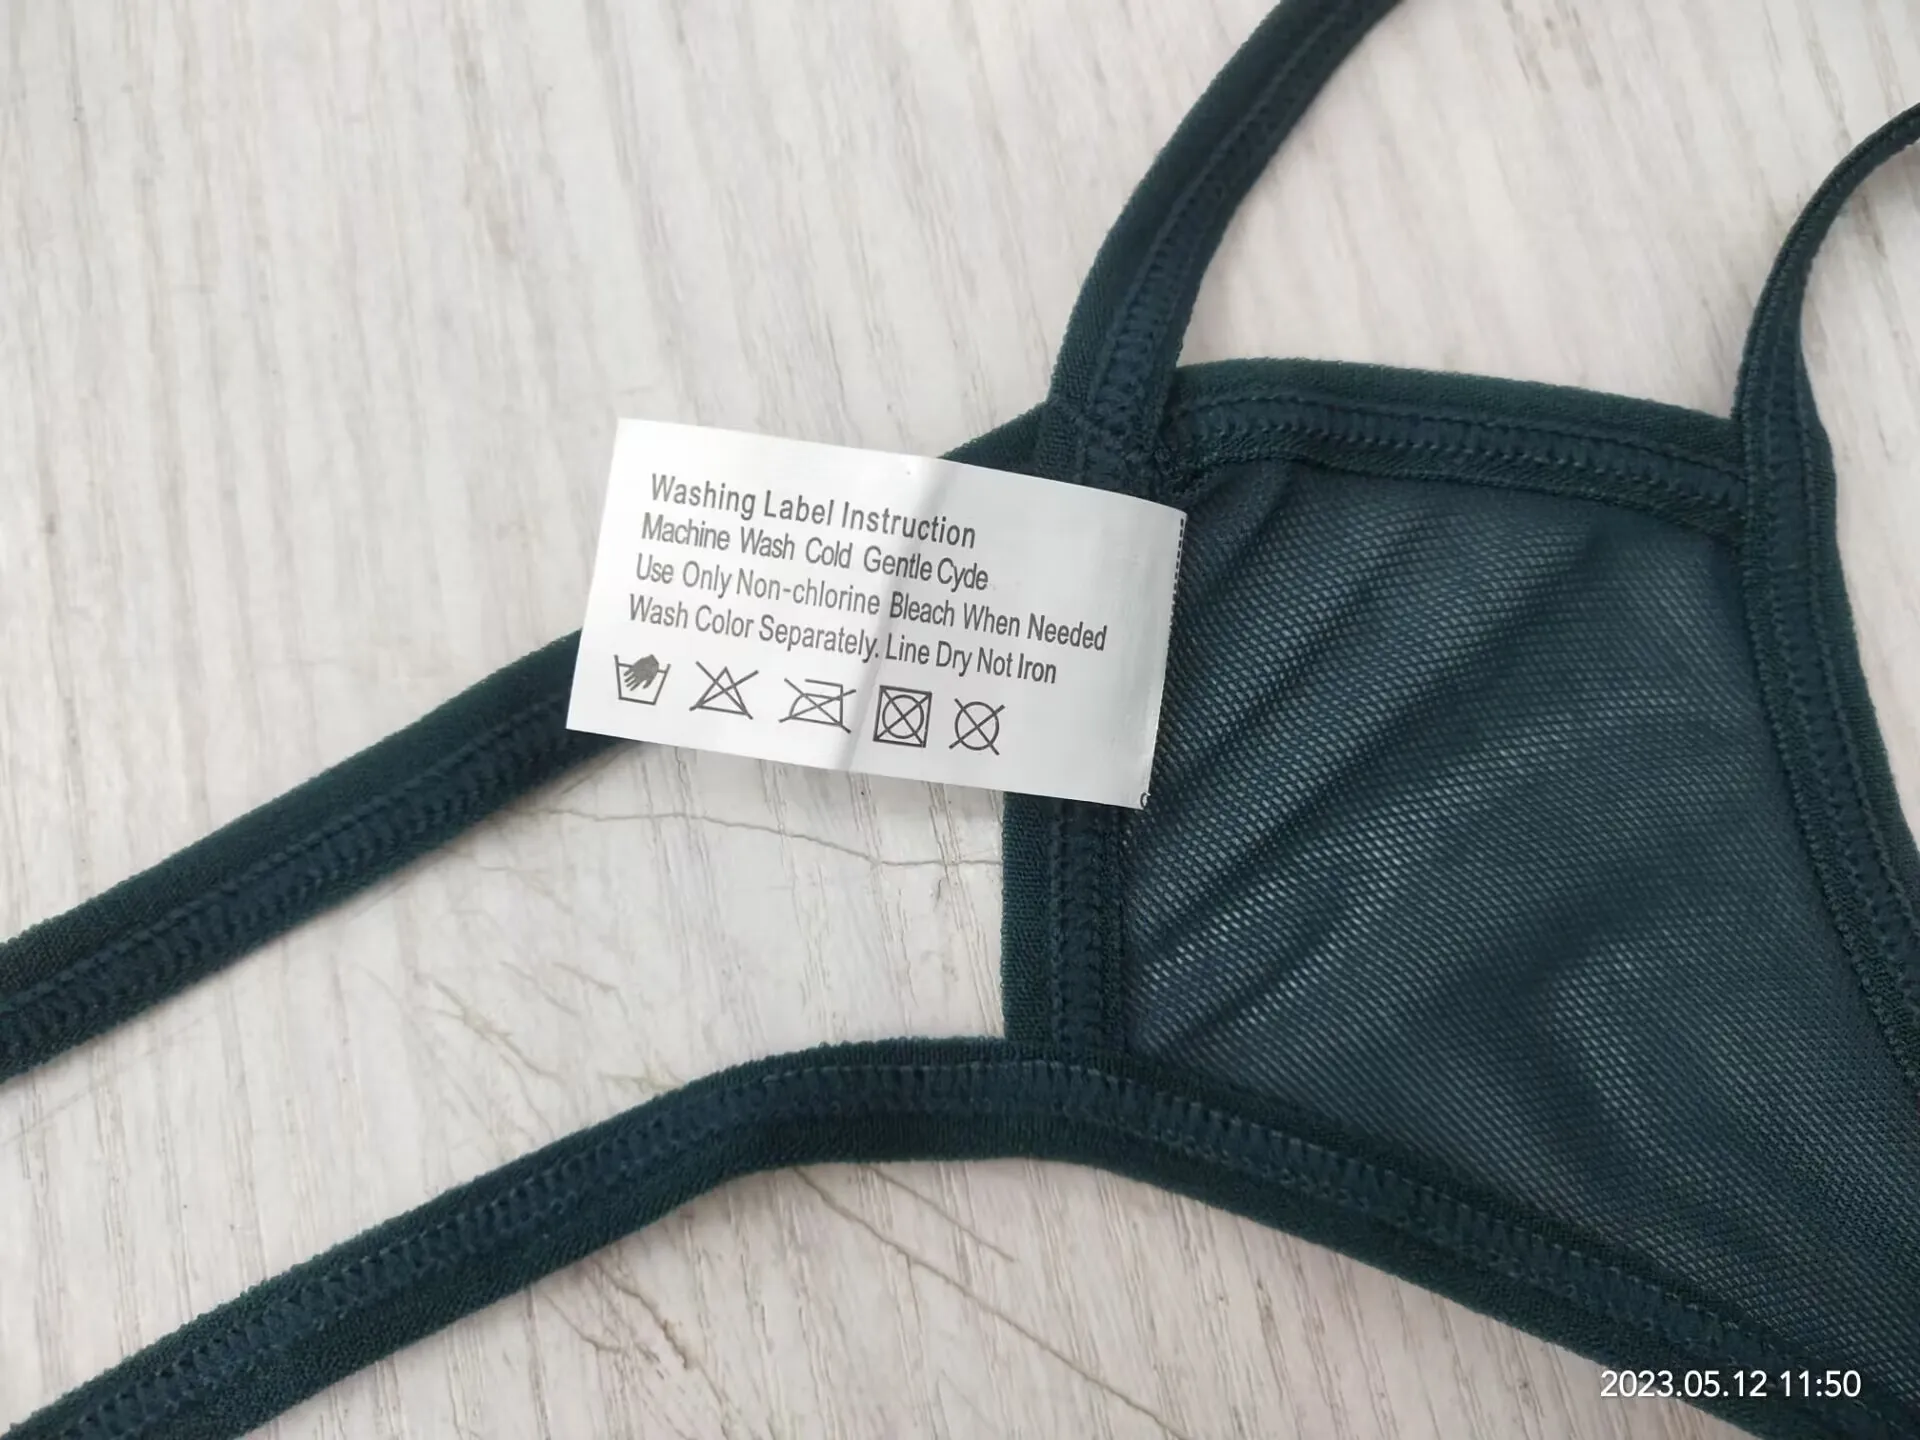 Washing Label Instruction
Machine Wash Cold Gentle Cyde
Use Only Non-chlorine Bleach When Needed
Wash Color Separately. Line Dry Not Iron
2023.05.12 11:50